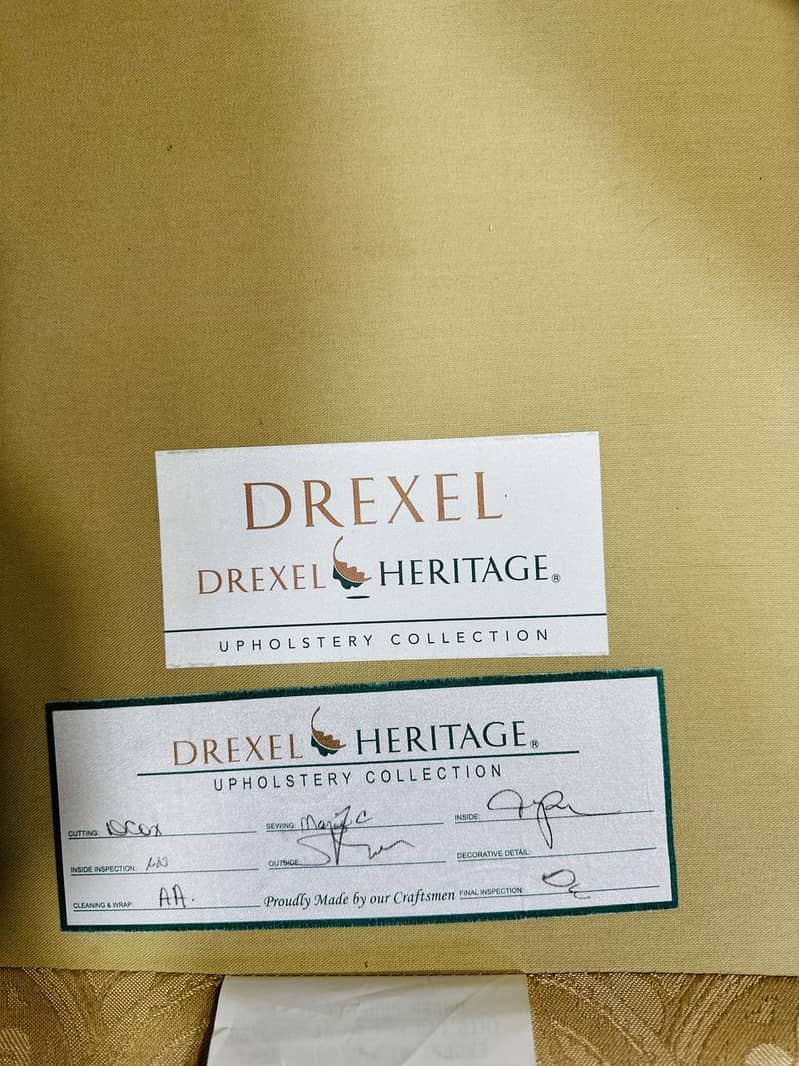 DREXEL
DREXEL HERITAGE®
UPHOLSTERY COLLECTION
DREXEL HERITAGE®
UPHOLSTERY COLLECTION
CUTTING: DCox SEWING: INSIDE:
INSIDE INSPECTION: OUTSIDE: DECORATIVE DETAIL:
CLEANING & WRAP: AA. Proudly Made by our Craftsmen FINAL INSPECTION: